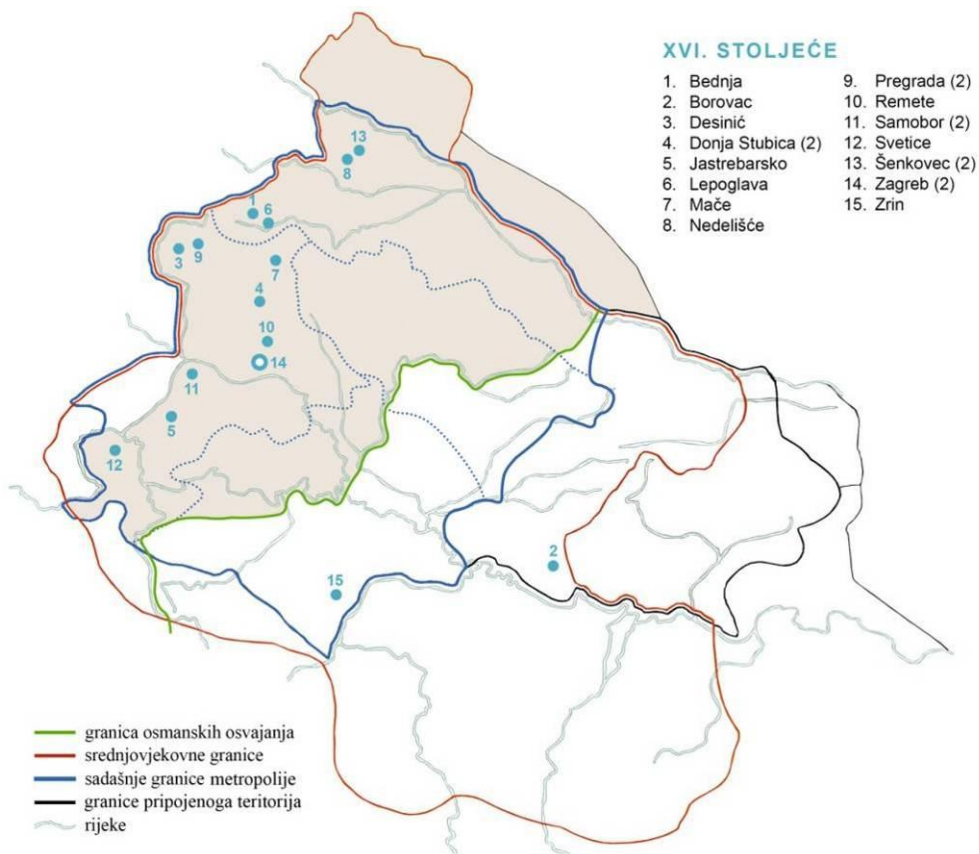 XVI. STOLJEĆE
1. Bednja
2. Borovac
3. Desinić
4. Donja Stubica (2)
5. Jastrebarsko
6. Lepoglava
7. Mače
8. Nedelišće
9. Pregrada (2)
10. Remete
11. Samobor (2)
12. Svetice
13. Šenkovec (2)
14. Zagreb (2)
15. Zrin
13
8
1
6
3
9
7
4
10
14
11
5
12
2
15
granica osmanskih osvajanja
srednjovjekovne granice
sadašnje granice metropolije
granice pripojenoga teritorija
rijeke